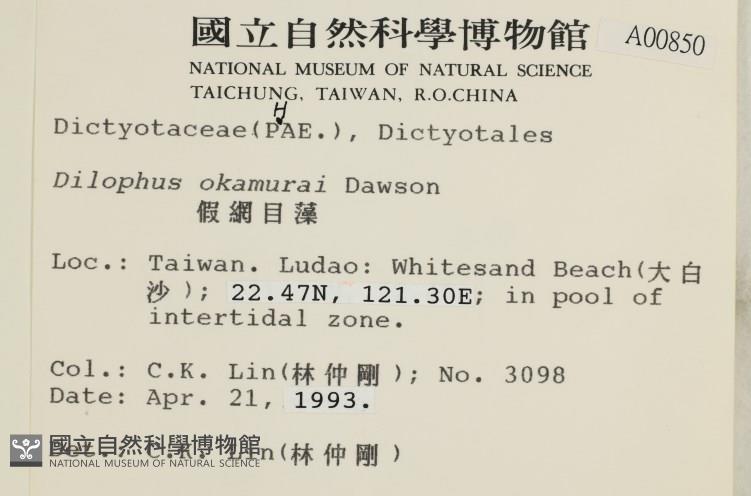 國立自然科學博物館
A00850
NATIONAL MUSEUM OF NATURAL SCIENCE
TAICHUNG, TAIWAN, R.O.CHINA
H
Dictyotaceae(PAE.), Dictyotales
Dilophus okamurai Dawson
假網目藻
Loc.: Taiwan. Ludao: Whitesand Beach(大白
沙); 22.47N, 121.30E; in pool of
intertidal zone.
Col.: C.K. Lin(林仲剛); No. 3098
Date: Apr. 21, 1993.
Det.: C.K. Lin(林仲剛)
國立自然科學博物館
NATIONAL MUSEUM OF NATURAL SCIENCE